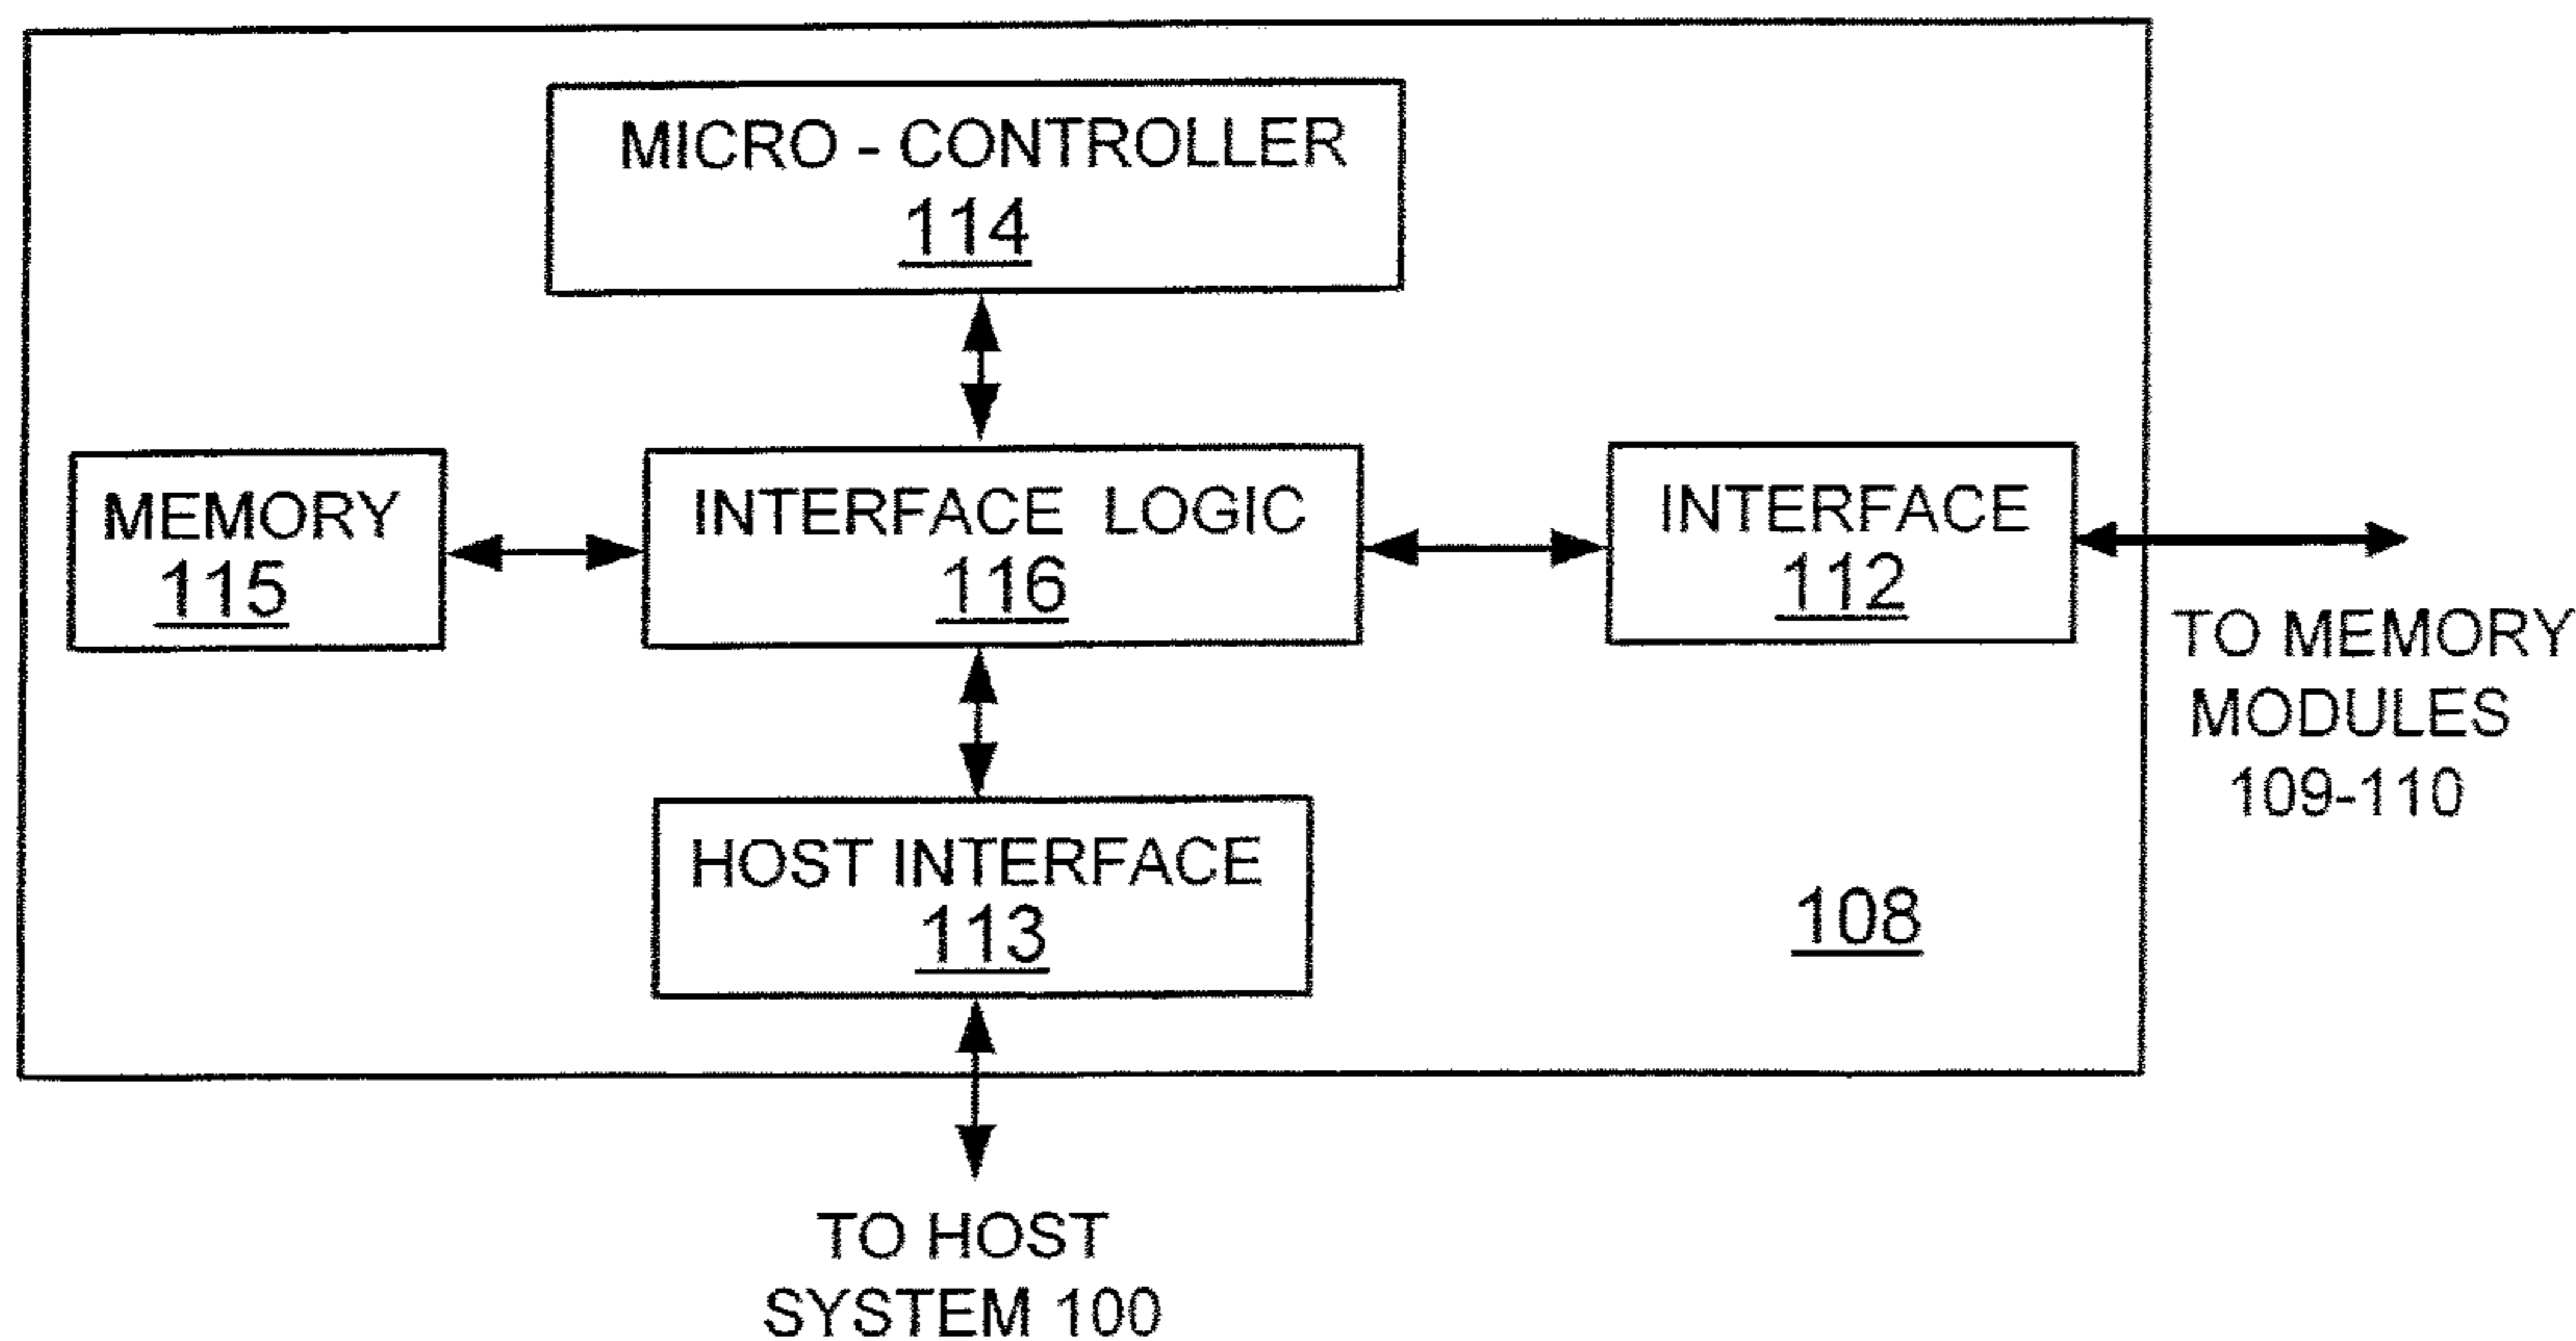 MICRO - CONTROLLER
114
MEMORY
115
INTERFACE LOGIC
116
INTERFACE
112
TO MEMORY
MODULES
109-110
HOST INTERFACE
113
108
TO HOST
SYSTEM 100